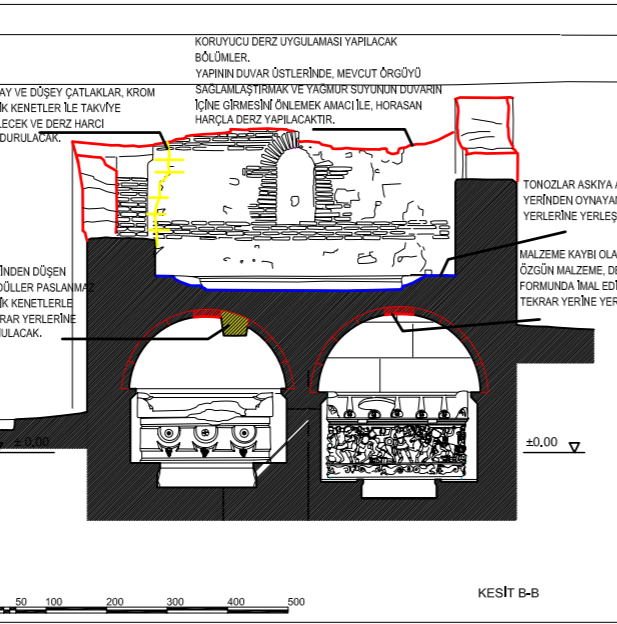 KORUYUCU DERZ UYGULAMASI YAPILACAK
BÖLÜMLER.
YAPININ DUVAR ÜSTLERİNDE, MEVCUT ÖRGÜYÜ
SAĞLAMLAŞTIRMAK VE YAĞMUR SUYUNUN DUVARIN
İÇİNE GİRMESİNİ ÖNLEMEK AMACI İLE, HORASAN
HARÇLA DERZ YAPILACAKTIR.
AY VE DÜŞEY ÇATLAKLAR, KROM
İK KENETLER İLE TAKVİYE
LECEK VE DERZ HARCI
DURULACAK.
TONOZLAR ASKIYA A
YERİNDEN OYNAYAN
YERLERİNE YERLEŞ
MALZEME KAYBI OLA
ÖZGÜN MALZEME, DE
FORMUNDA İMAL EDİ
TEKRAR YERİNE YER
İNDEN DÜŞEN
DÜLLER PASLANMAZ
İK KENETLERLE
RAR YERLERİNE
NULACAK.
±0.00
±0.00
50 100 200 300 400 500
KESİT B-B